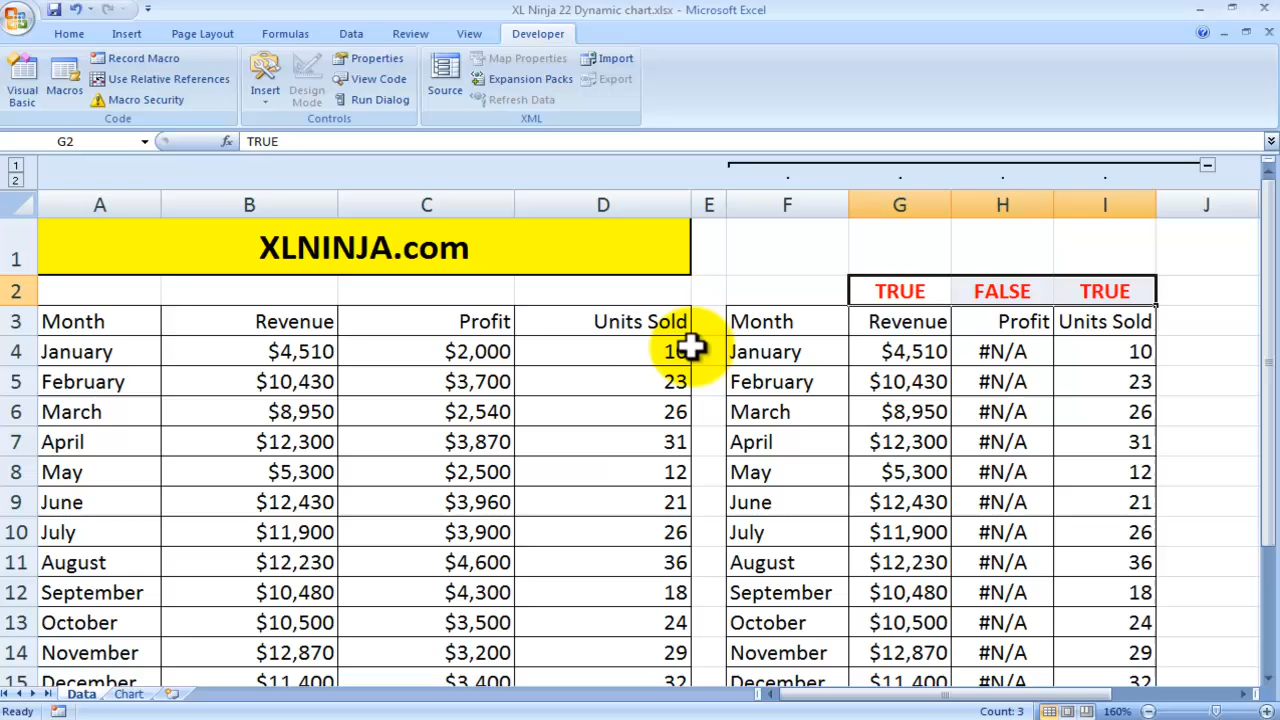 XL Ninja 22 Dynamic chart.xlsx - Microsoft Excel
Home Insert Page Layout Formulas Data Review View Developer
Visual Basic
Macros
Record Macro
Use Relative References
Macro Security
Code
Insert
Design Mode
Properties
View Code
Run Dialog
Controls
Source
Map Properties
Expansion Packs
Refresh Data
Import
Export
XML
G2 fx TRUE
1
2
A B C D E F G H I J
1 XLNINJA.com
2 TRUE FALSE TRUE
3 Month Revenue Profit Units Sold Month Revenue Profit Units Sold
4 January $4,510 $2,000 January $4,510 #N/A 10
5 February $10,430 $3,700 23 February $10,430 #N/A 23
6 March $8,950 $2,540 26 March $8,950 #N/A 26
7 April $12,300 $3,870 31 April $12,300 #N/A 31
8 May $5,300 $2,500 12 May $5,300 #N/A 12
9 June $12,430 $3,960 21 June $12,430 #N/A 21
10 July $11,900 $3,900 26 July $11,900 #N/A 26
11 August $12,230 $4,600 36 August $12,230 #N/A 36
12 September $10,480 $4,300 18 September $10,480 #N/A 18
13 October $10,500 $3,500 24 October $10,500 #N/A 24
14 November $12,870 $3,200 29 November $12,870 #N/A 29
15 December $11,400 $3,400 32 December $11,400 #N/A 32
Data Chart
Ready Count: 3 160%